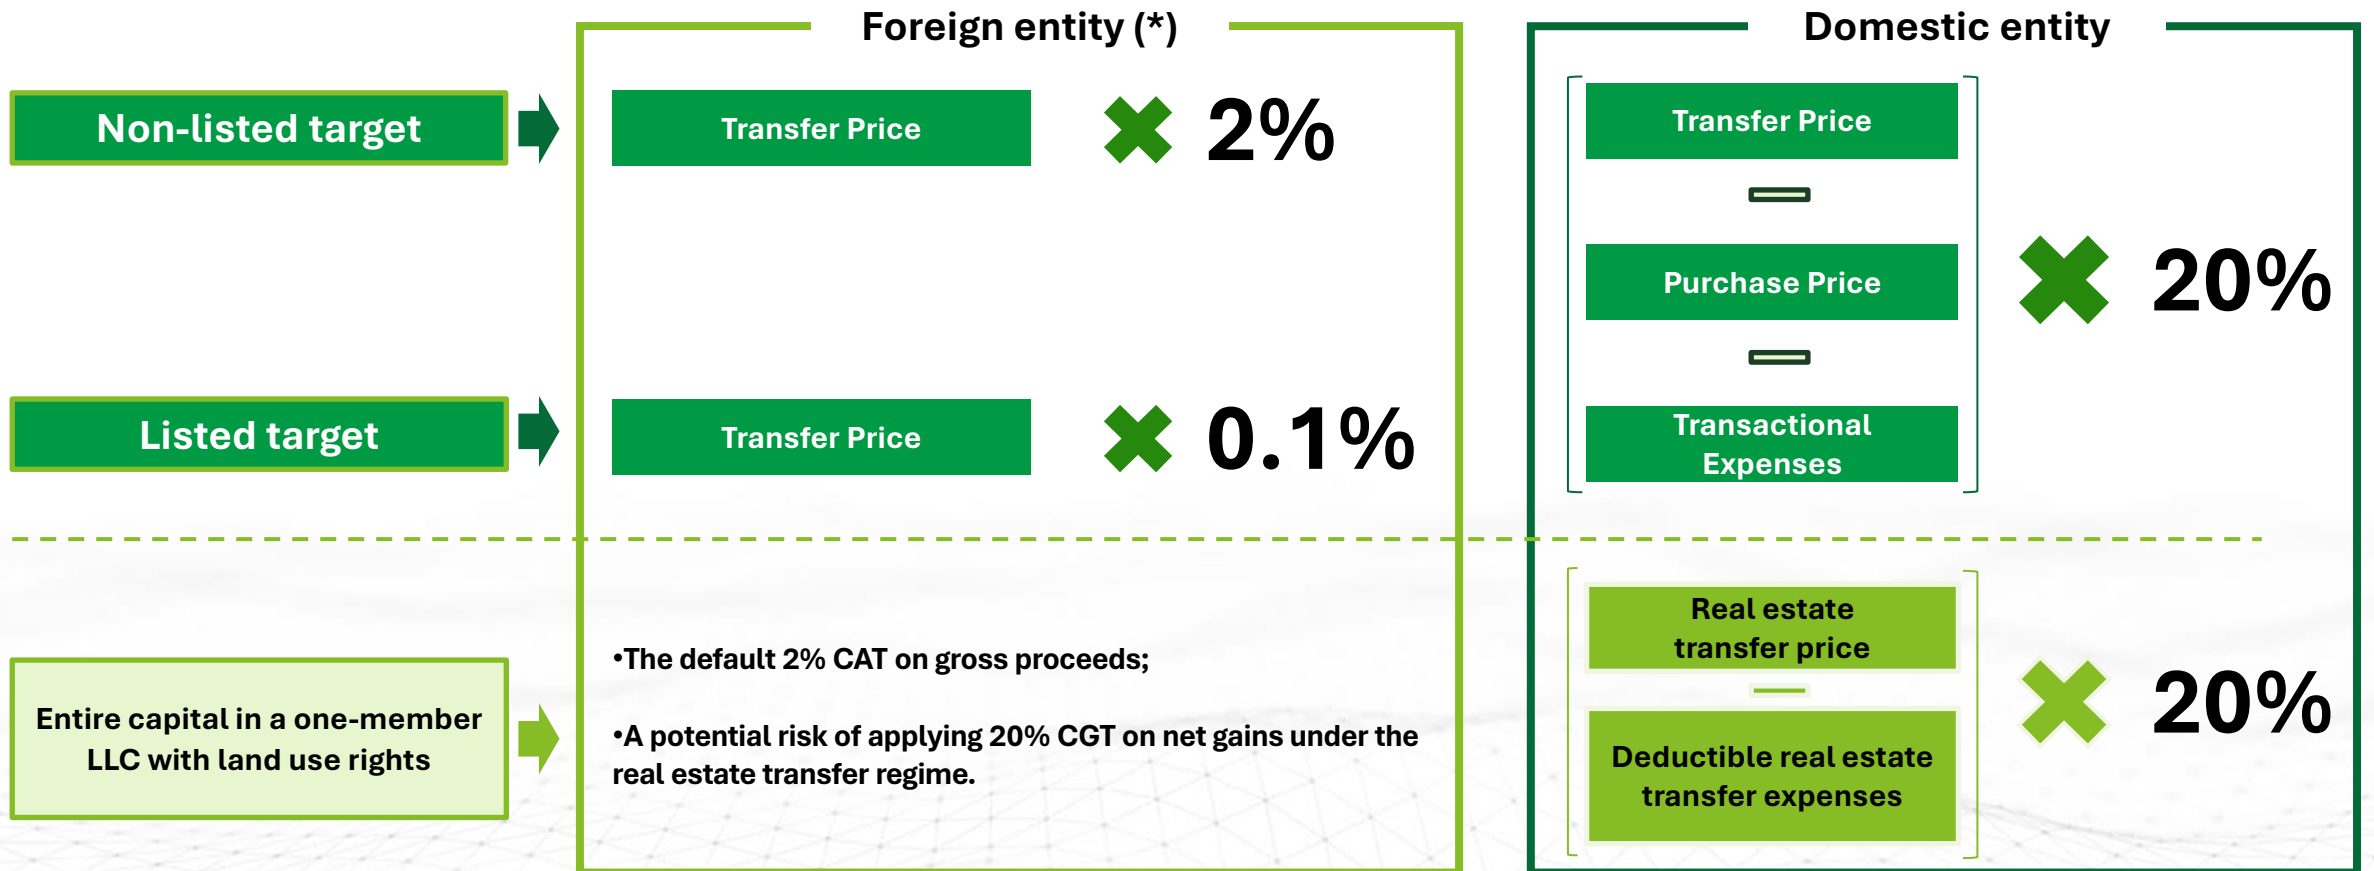 Foreign entity (*)
Domestic entity
Non-listed target
Transfer Price
2%
Transfer Price
Purchase Price
20%
Listed target
Transfer Price
0.1%
Transactional
Expenses
Entire capital in a one-member
LLC with land use rights
•The default 2% CAT on gross proceeds;
•A potential risk of applying 20% CGT on net gains under the
real estate transfer regime.
Real estate
transfer price
Deductible real estate
transfer expenses
20%